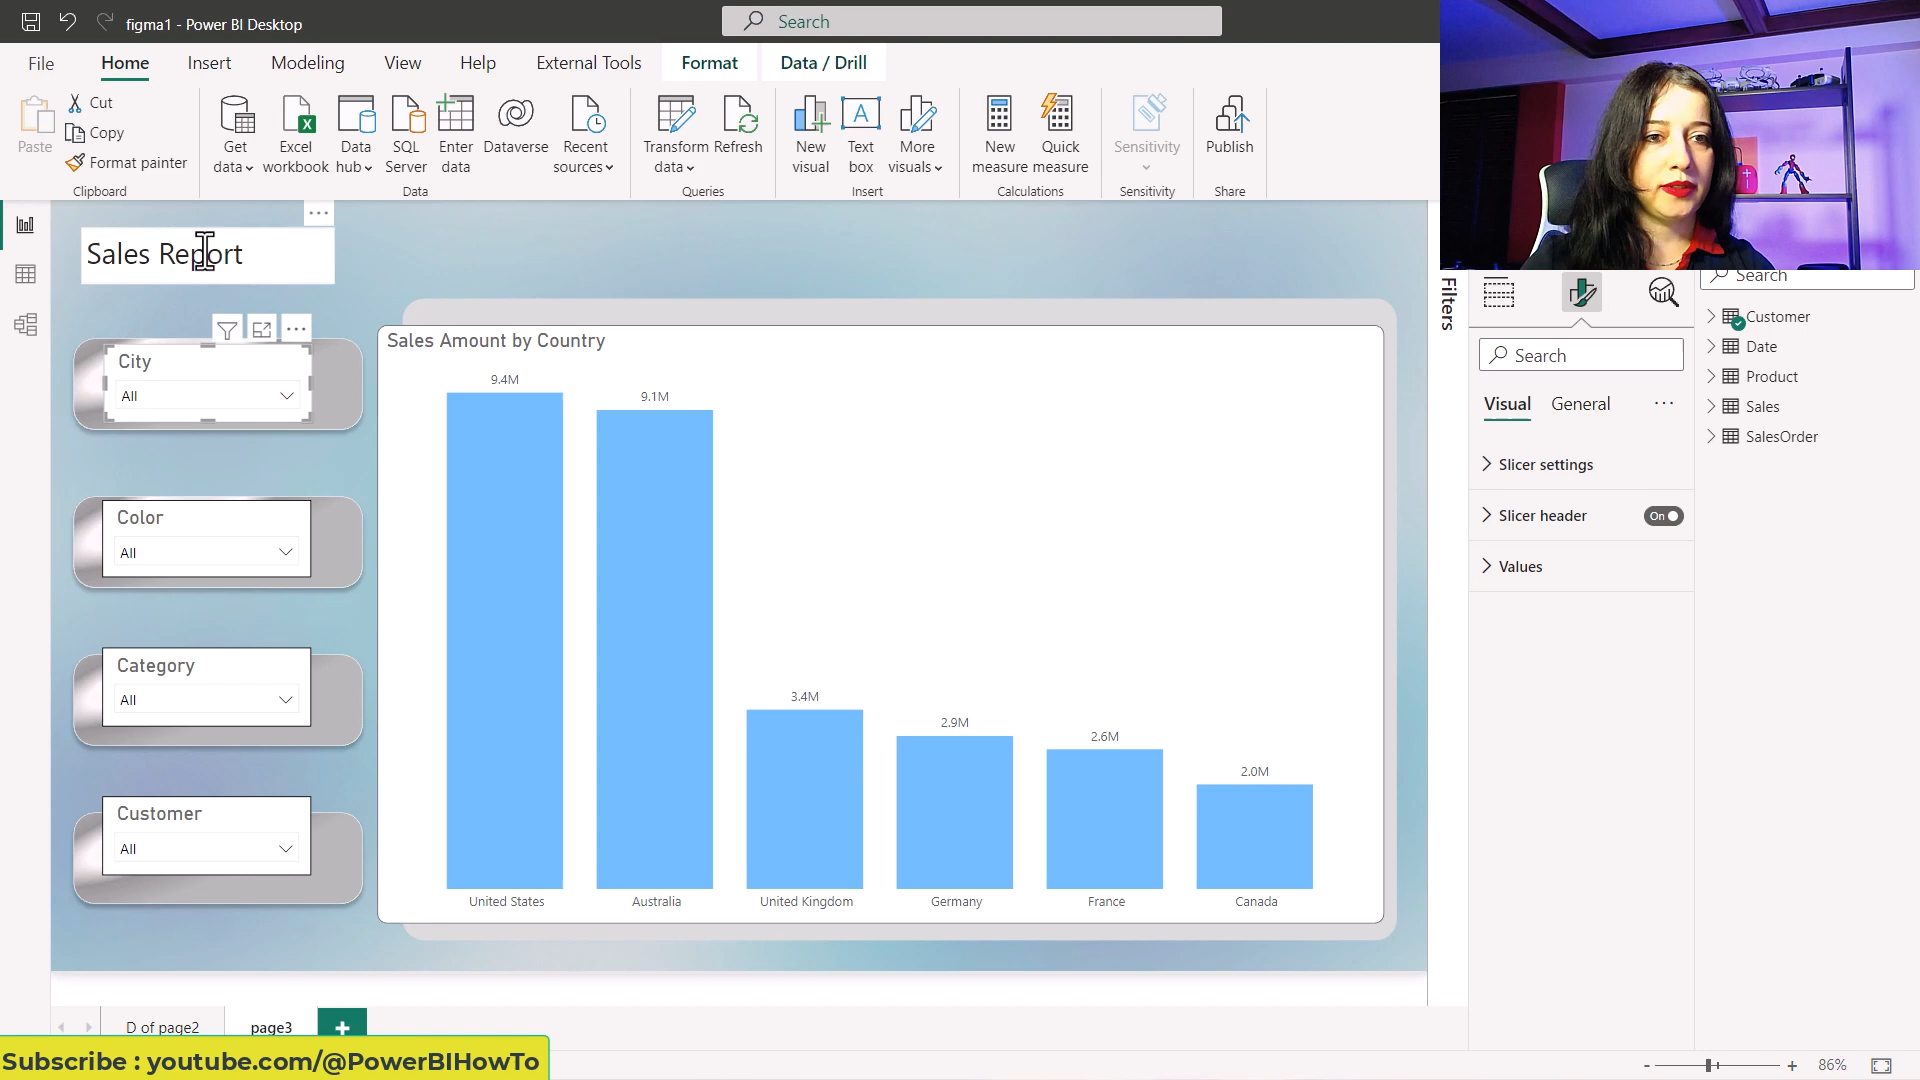 figma1 - Power BI Desktop
Search
File Home Insert Modeling View Help External Tools Format Data / Drill
Paste
Cut
Copy
Format painter
Clipboard
Get data
Excel workbook
Data hub
SQL Server
Enter data
Dataverse
Recent sources
Data
Transform data
Refresh
Queries
New visual
Text box
More visuals
Insert
New measure
Quick measure
Calculations
Sensitivity
Sensitivity
Publish
Share
Sales Report
City
All
Color
All
Category
All
Customer
All
Sales Amount by Country
9.4M
9.1M
3.4M
2.9M
2.6M
2.0M
United States Australia United Kingdom Germany France Canada
Filters
Search
Visual General
Slicer settings
Slicer header On
Values
Search
Customer
Date
Product
Sales
SalesOrder
D of page2 page3
Subscribe : youtube.com/@PowerBIHowTo
- + 86%